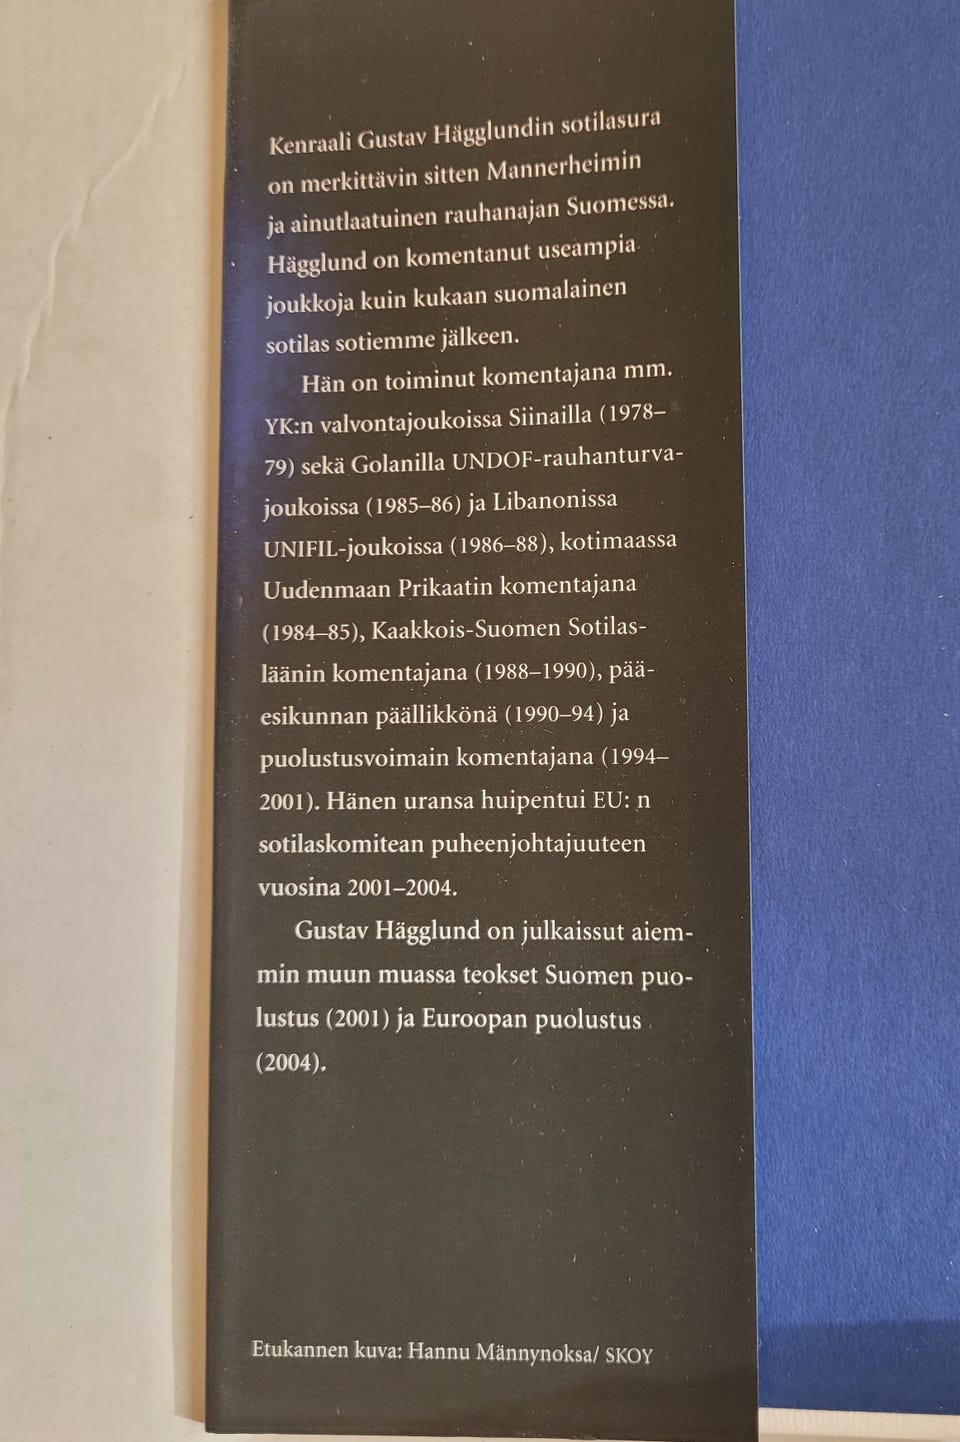 Kenraali Gustav Hägglundin sotilasura
on merkittävin sitten Mannerheimin
ja ainutlaatuinen rauhanajan Suomessa.
Hägglund on komentanut useampia
joukkoja kuin kukaan suomalainen
sotilas sotiemme jälkeen.
Hän on toiminut komentajana mm.
YK:n valvontajoukoissa Siinailla (1978–
79) sekä Golanilla UNDOF-rauhanturva-
joukoissa (1985–86) ja Libanonissa
UNIFIL-joukoissa (1986–88), kotimaassa
Uudenmaan Prikaatin komentajana
(1984–85), Kaakkois-Suomen Sotilas-
läänin komentajana (1988–1990), pää-
esikunnan päällikkönä (1990–94) ja
puolustusvoimain komentajana (1994–
2001). Hänen uransa huipentui EU: n
sotilaskomitean puheenjohtajuuteen
vuosina 2001–2004.
Gustav Hägglund on julkaissut aiem-
min muun muassa teokset Suomen puo-
lustus (2001) ja Euroopan puolustus
(2004).
Etukannen kuva: Hannu Männynoksa/ SKOY